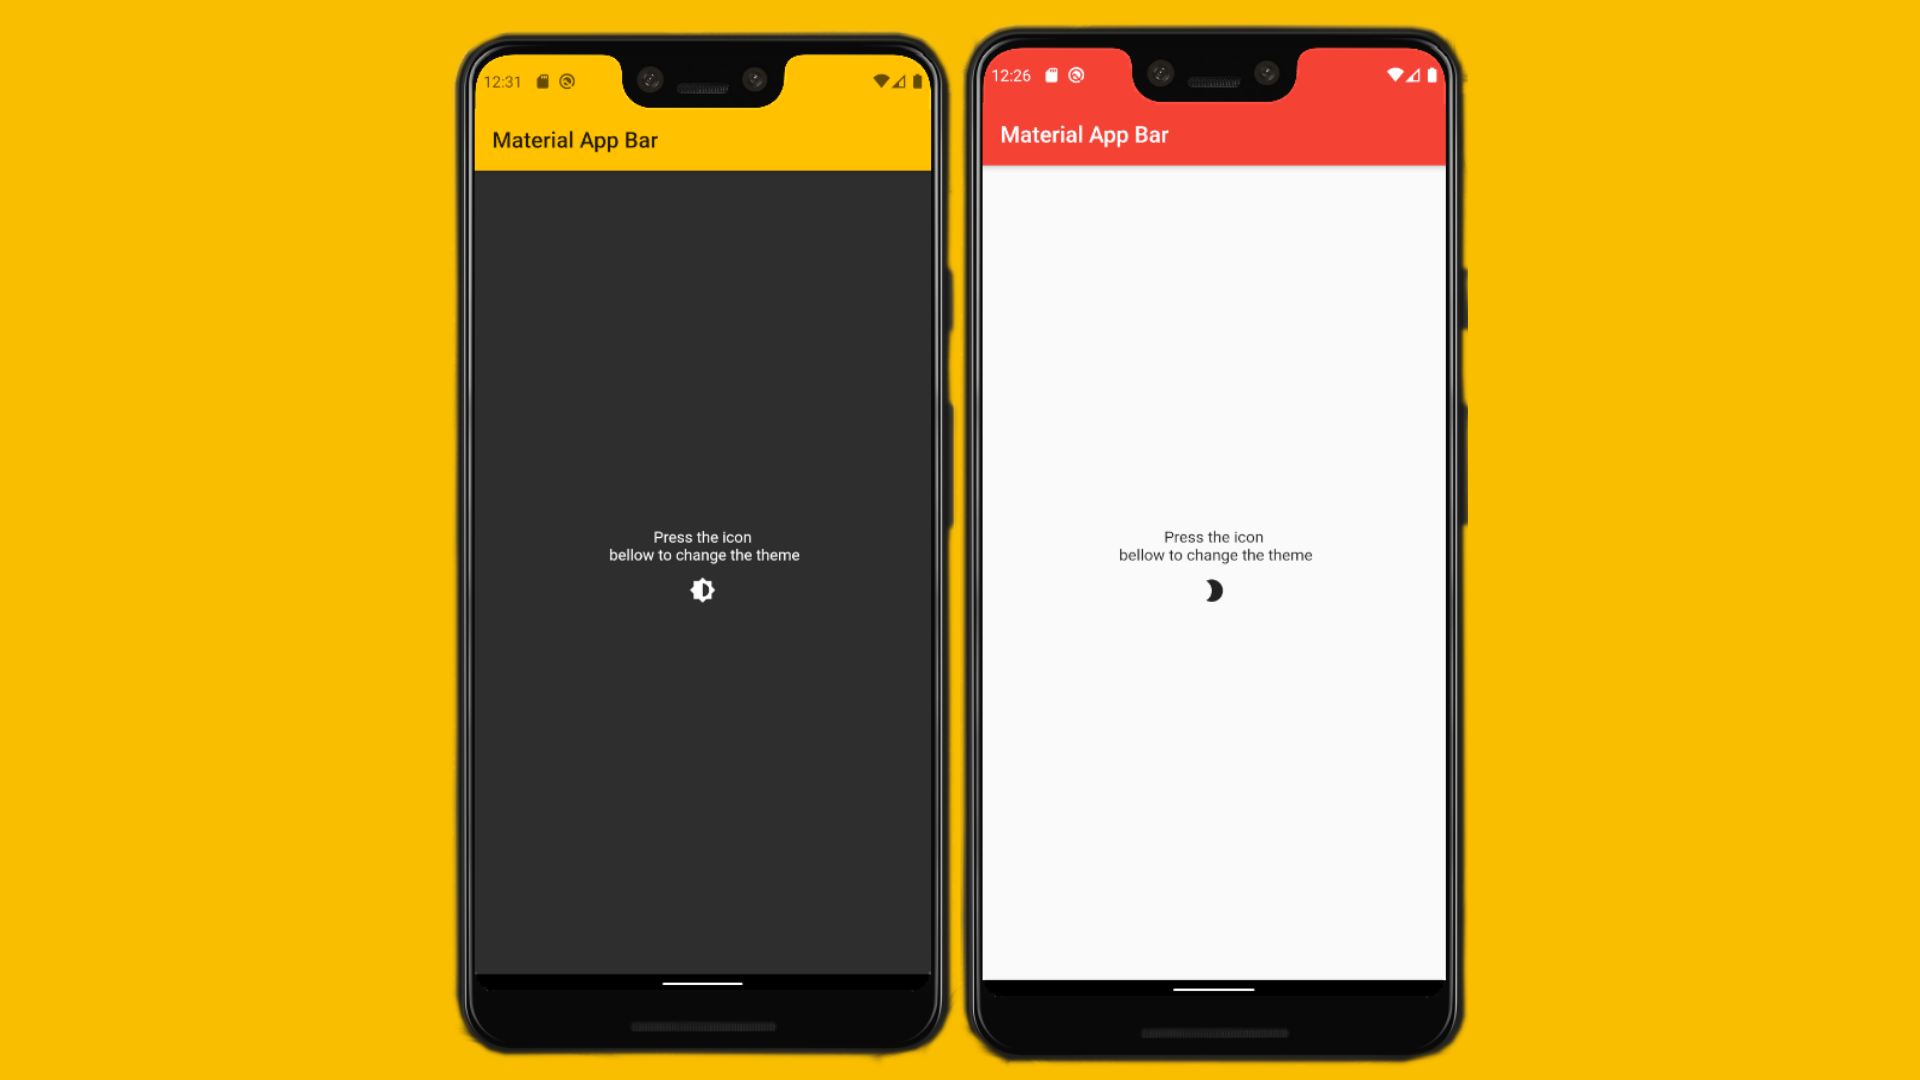 12:31
Material App Bar
Press the icon
bellow to change the theme
12:26
Material App Bar
Press the icon
bellow to change the theme